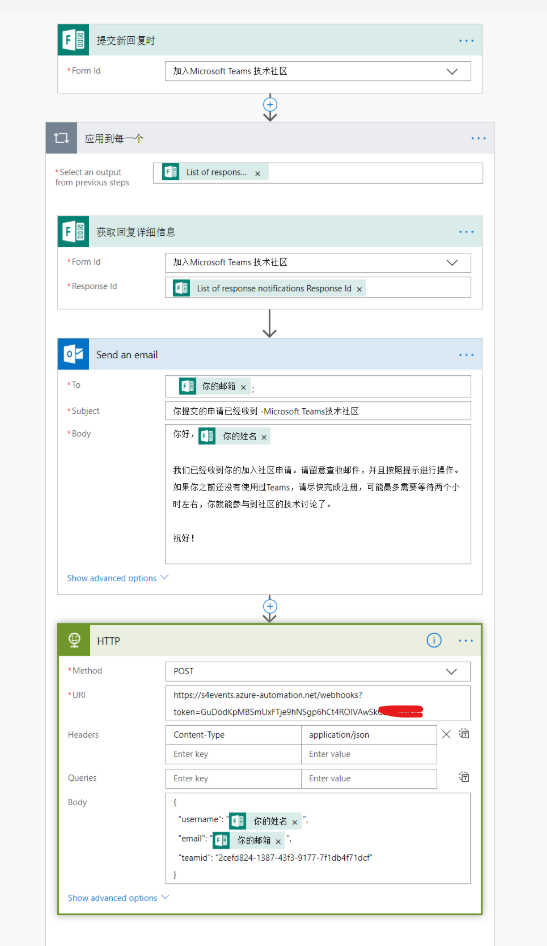 提交新回复时
*Form Id
加入Microsoft Teams 技术社区
应用到每一个
*Select an output
from previous steps
List of respons... ×
获取回复详细信息
*Form Id
加入Microsoft Teams 技术社区
*Response Id
List of response notifications Response Id ×
Send an email
*To
你的邮箱 × ;
*Subject
你提交的申请已经收到 -Microsoft Teams技术社区
*Body
你好， 你的姓名 ×
我们已经收到你的加入社区申请，请留意查收邮件，并且按照提示进行操作。
如果你之前还没有使用过Teams，请尽快完成注册，可能最多需要等待两个小
时左右，你就能参与到社区的技术讨论了。
祝好！
Show advanced options
HTTP
*Method
POST
*URI
https://s4events.azure-automation.net/webhooks?
Headers
Content-Type
application/json
Enter key
Enter value
Queries
Enter key
Enter value
Body
{
"username": " 你的姓名 × ",
"email": " 你的邮箱 × ",
"teamid": "2cefd824-1387-43f3-9177-7f1db4f71dcf"
}
Show advanced options